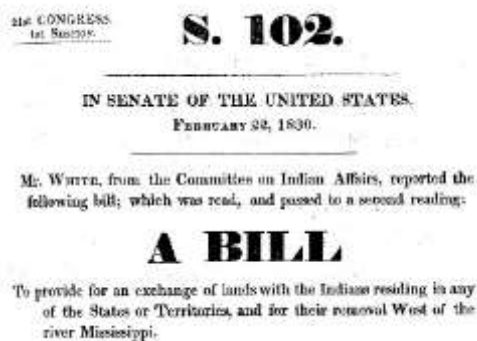 21st CONGRESS,
1st Session.
S. 102.
IN SENATE OF THE UNITED STATES.
February 22, 1830.
Mr. White, from the Committee on Indian Affairs, reported the
following bill; which was read, and passed to a second reading:
A BILL
To provide for an exchange of lands with the Indians residing in any
of the States or Territories, and for their removal West of the
river Mississippi.